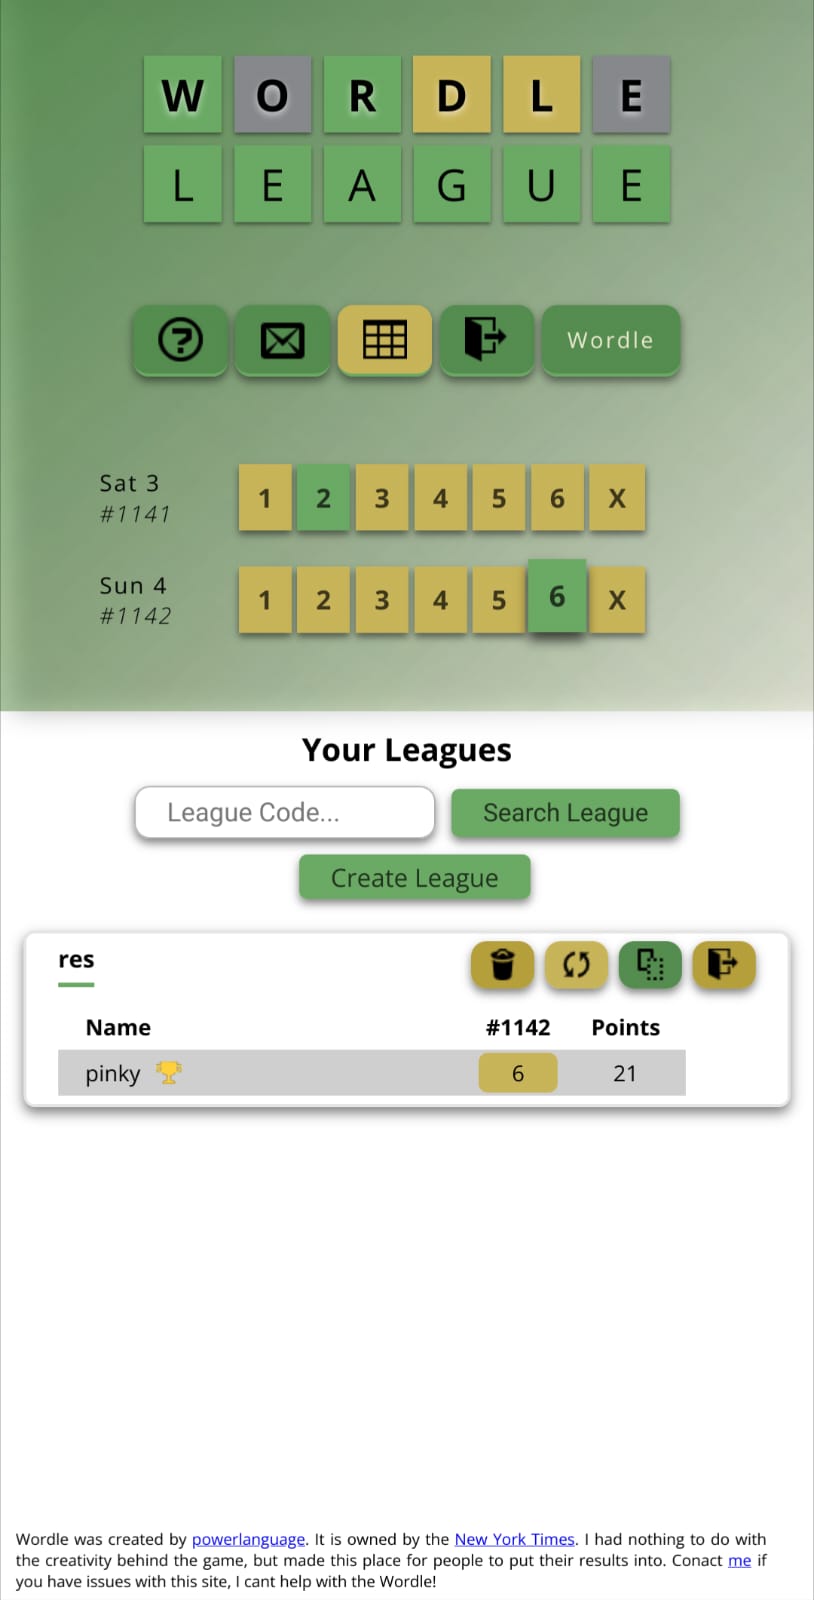 WORDLE
LEAGUE
Wordle
Sat 3
1 2 3 4 5 6 X
#1141
Sun 4
1 2 3 4 5 6 X
#1142
Your Leagues
League Code... Search League
Create League
res
Name #1142 Points
pinky 6 21
Wordle was created by powerlanguage. It is owned by the New York Times. I had nothing to do with
the creativity behind the game, but made this place for people to put their results into. Conact me if
you have issues with this site, I cant help with the Wordle!